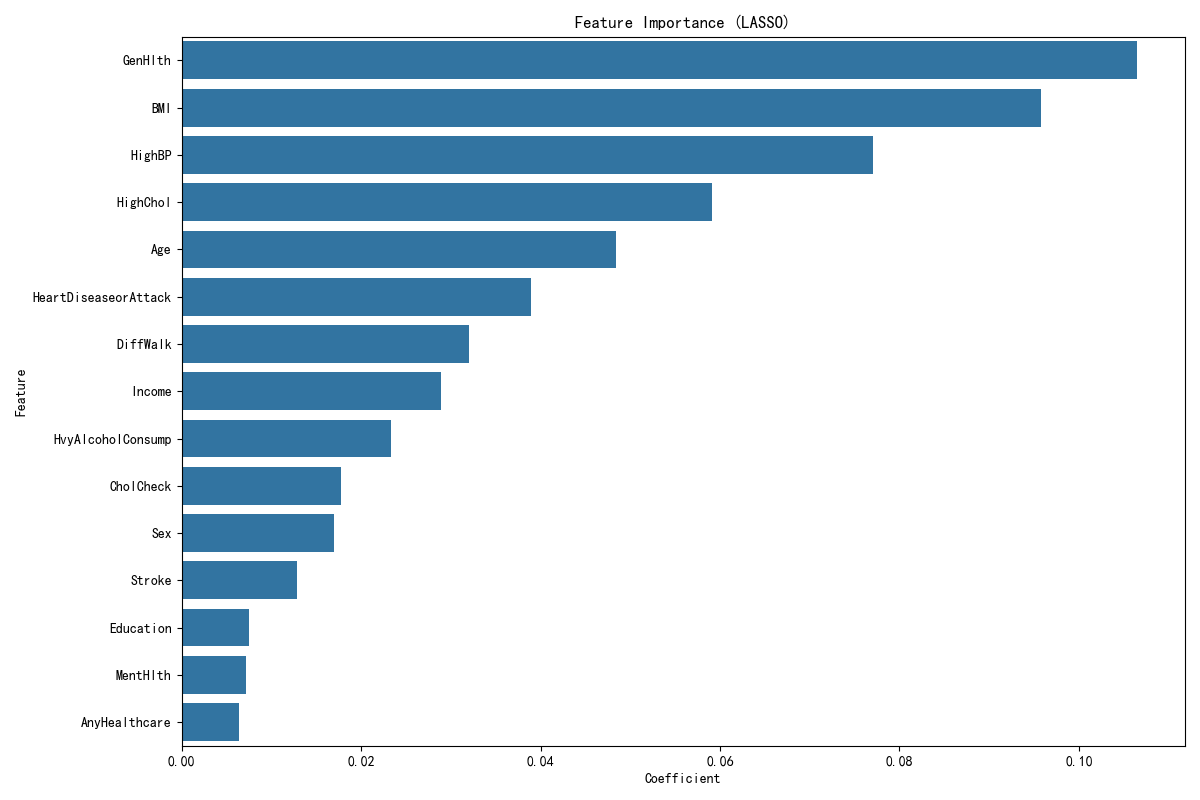 Feature Importance (LASSO)
GenHlth
BMI
HighBP
HighChol
Age
HeartDiseaseorAttack
DiffWalk
Income
HvyAlcoholConsump
CholCheck
Sex
Stroke
Education
MentHlth
AnyHealthcare
Feature
0.00 0.02 0.04 0.06 0.08 0.10
Coefficient